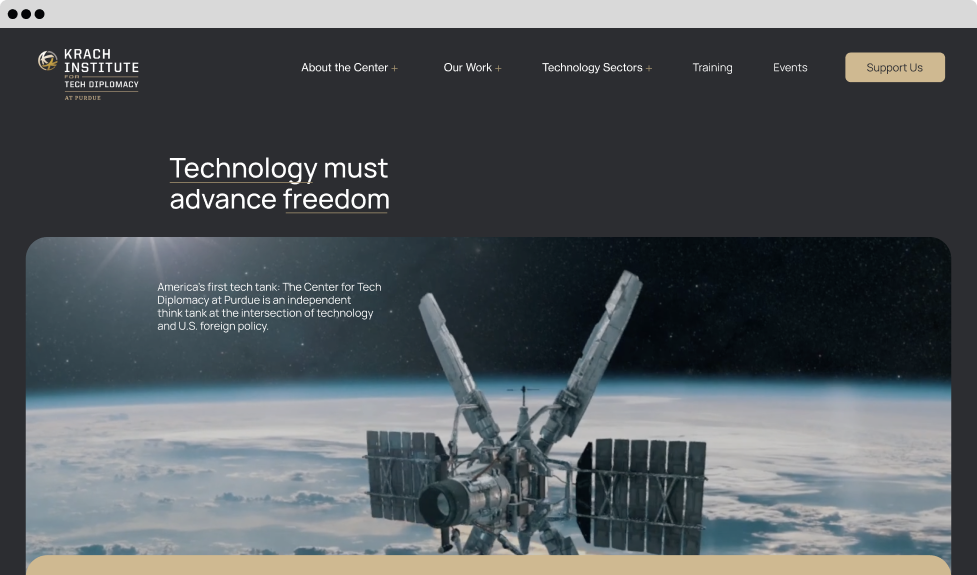 KRACH
INSTITUTE
FOR
TECH DIPLOMACY
AT PURDUE
About the Center +
Our Work +
Technology Sectors +
Training
Events
Support Us
Technology must
advance freedom
America's first tech tank: The Center for Tech
Diplomacy at Purdue is an independent
think tank at the intersection of technology
and U.S. foreign policy.